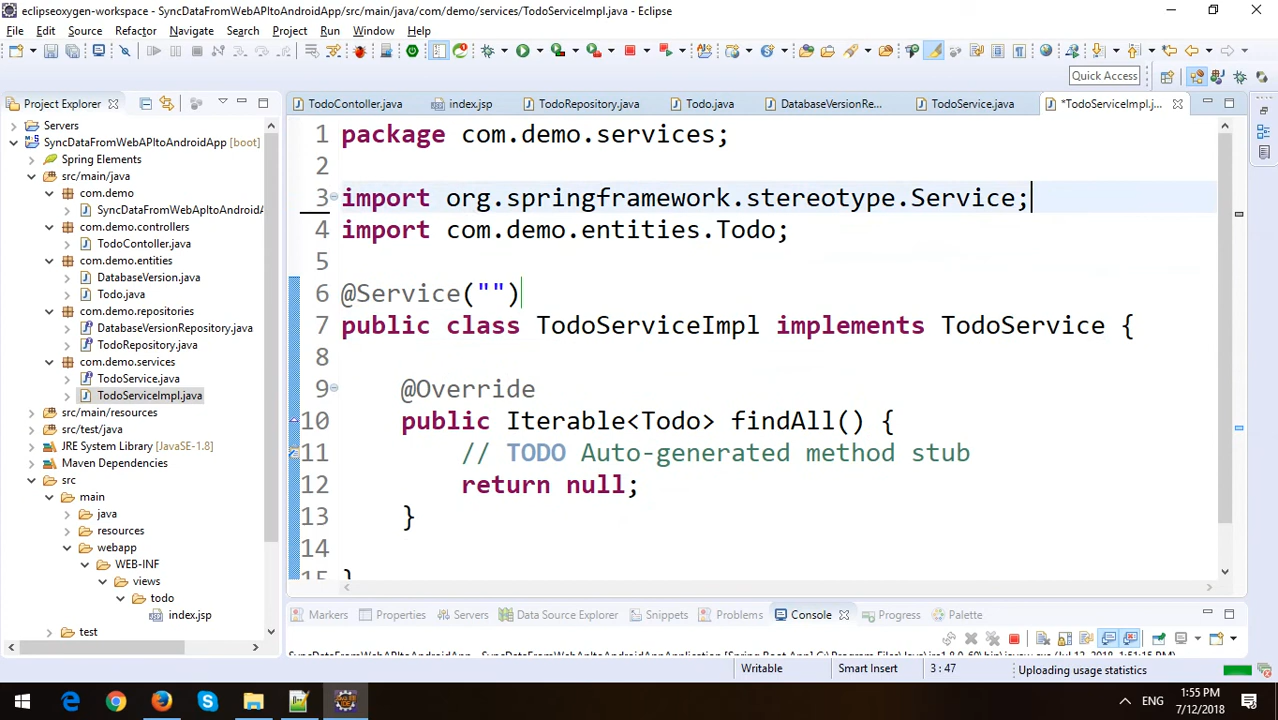 eclipseoxygen-workspace - SyncDataFromWebAPItoAndroidApp/src/main/java/com/demo/services/TodoServiceImpl.java - Eclipse
File Edit Source Refactor Navigate Search Project Run Window Help
Quick Access
Project Explorer
TodoContoller.java index.jsp TodoRepository.java Todo.java DatabaseVersionRe... TodoService.java *TodoServiceImpl.j...
Servers
SyncDataFromWebAPItoAndroidApp [boot]
Spring Elements
src/main/java
com.demo
SyncDataFromWebApItoAndroidA
com.demo.controllers
TodoContoller.java
com.demo.entities
DatabaseVersion.java
Todo.java
com.demo.repositories
DatabaseVersionRepository.java
TodoRepository.java
com.demo.services
TodoService.java
TodoServiceImpl.java
src/main/resources
src/test/java
JRE System Library [JavaSE-1.8]
Maven Dependencies
src
main
java
resources
webapp
WEB-INF
views
todo
index.jsp
test
1 package com.demo.services;
2
3 import org.springframework.stereotype.Service;
4 import com.demo.entities.Todo;
5
6 @Service("")
7 public class TodoServiceImpl implements TodoService {
8
9 @Override
10 public Iterable<Todo> findAll() {
11 // TODO Auto-generated method stub
12 return null;
13 }
14
15 }
Markers Properties Servers Data Source Explorer Snippets Problems Console Progress Palette
Writable Smart Insert 3 : 47 Uploading usage statistics
ENG 1:55 PM
7/12/2018